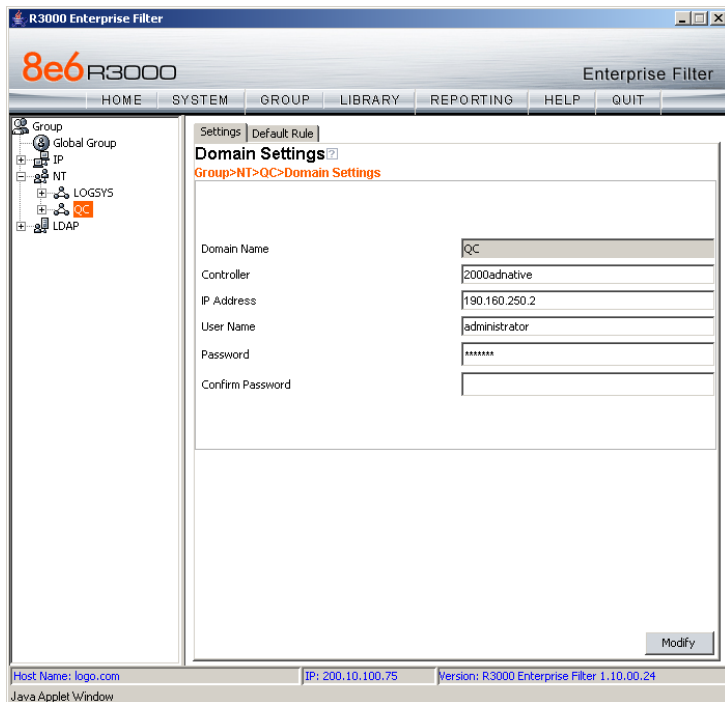 R3000 Enterprise Filter
8e6 R3000
Enterprise Filter
HOME SYSTEM GROUP LIBRARY REPORTING HELP QUIT
Group
Global Group
IP
NT
LOGSYS
QC
LDAP
Settings Default Rule
Domain Settings?
Group>NT>QC>Domain Settings
Domain Name QC
Controller 2000adnative
IP Address 190.160.250.2
User Name administrator
Password *******
Confirm Password
Modify
Host Name: logo.com IP: 200.10.100.75 Version: R3000 Enterprise Filter 1.10.00.24
Java Applet Window